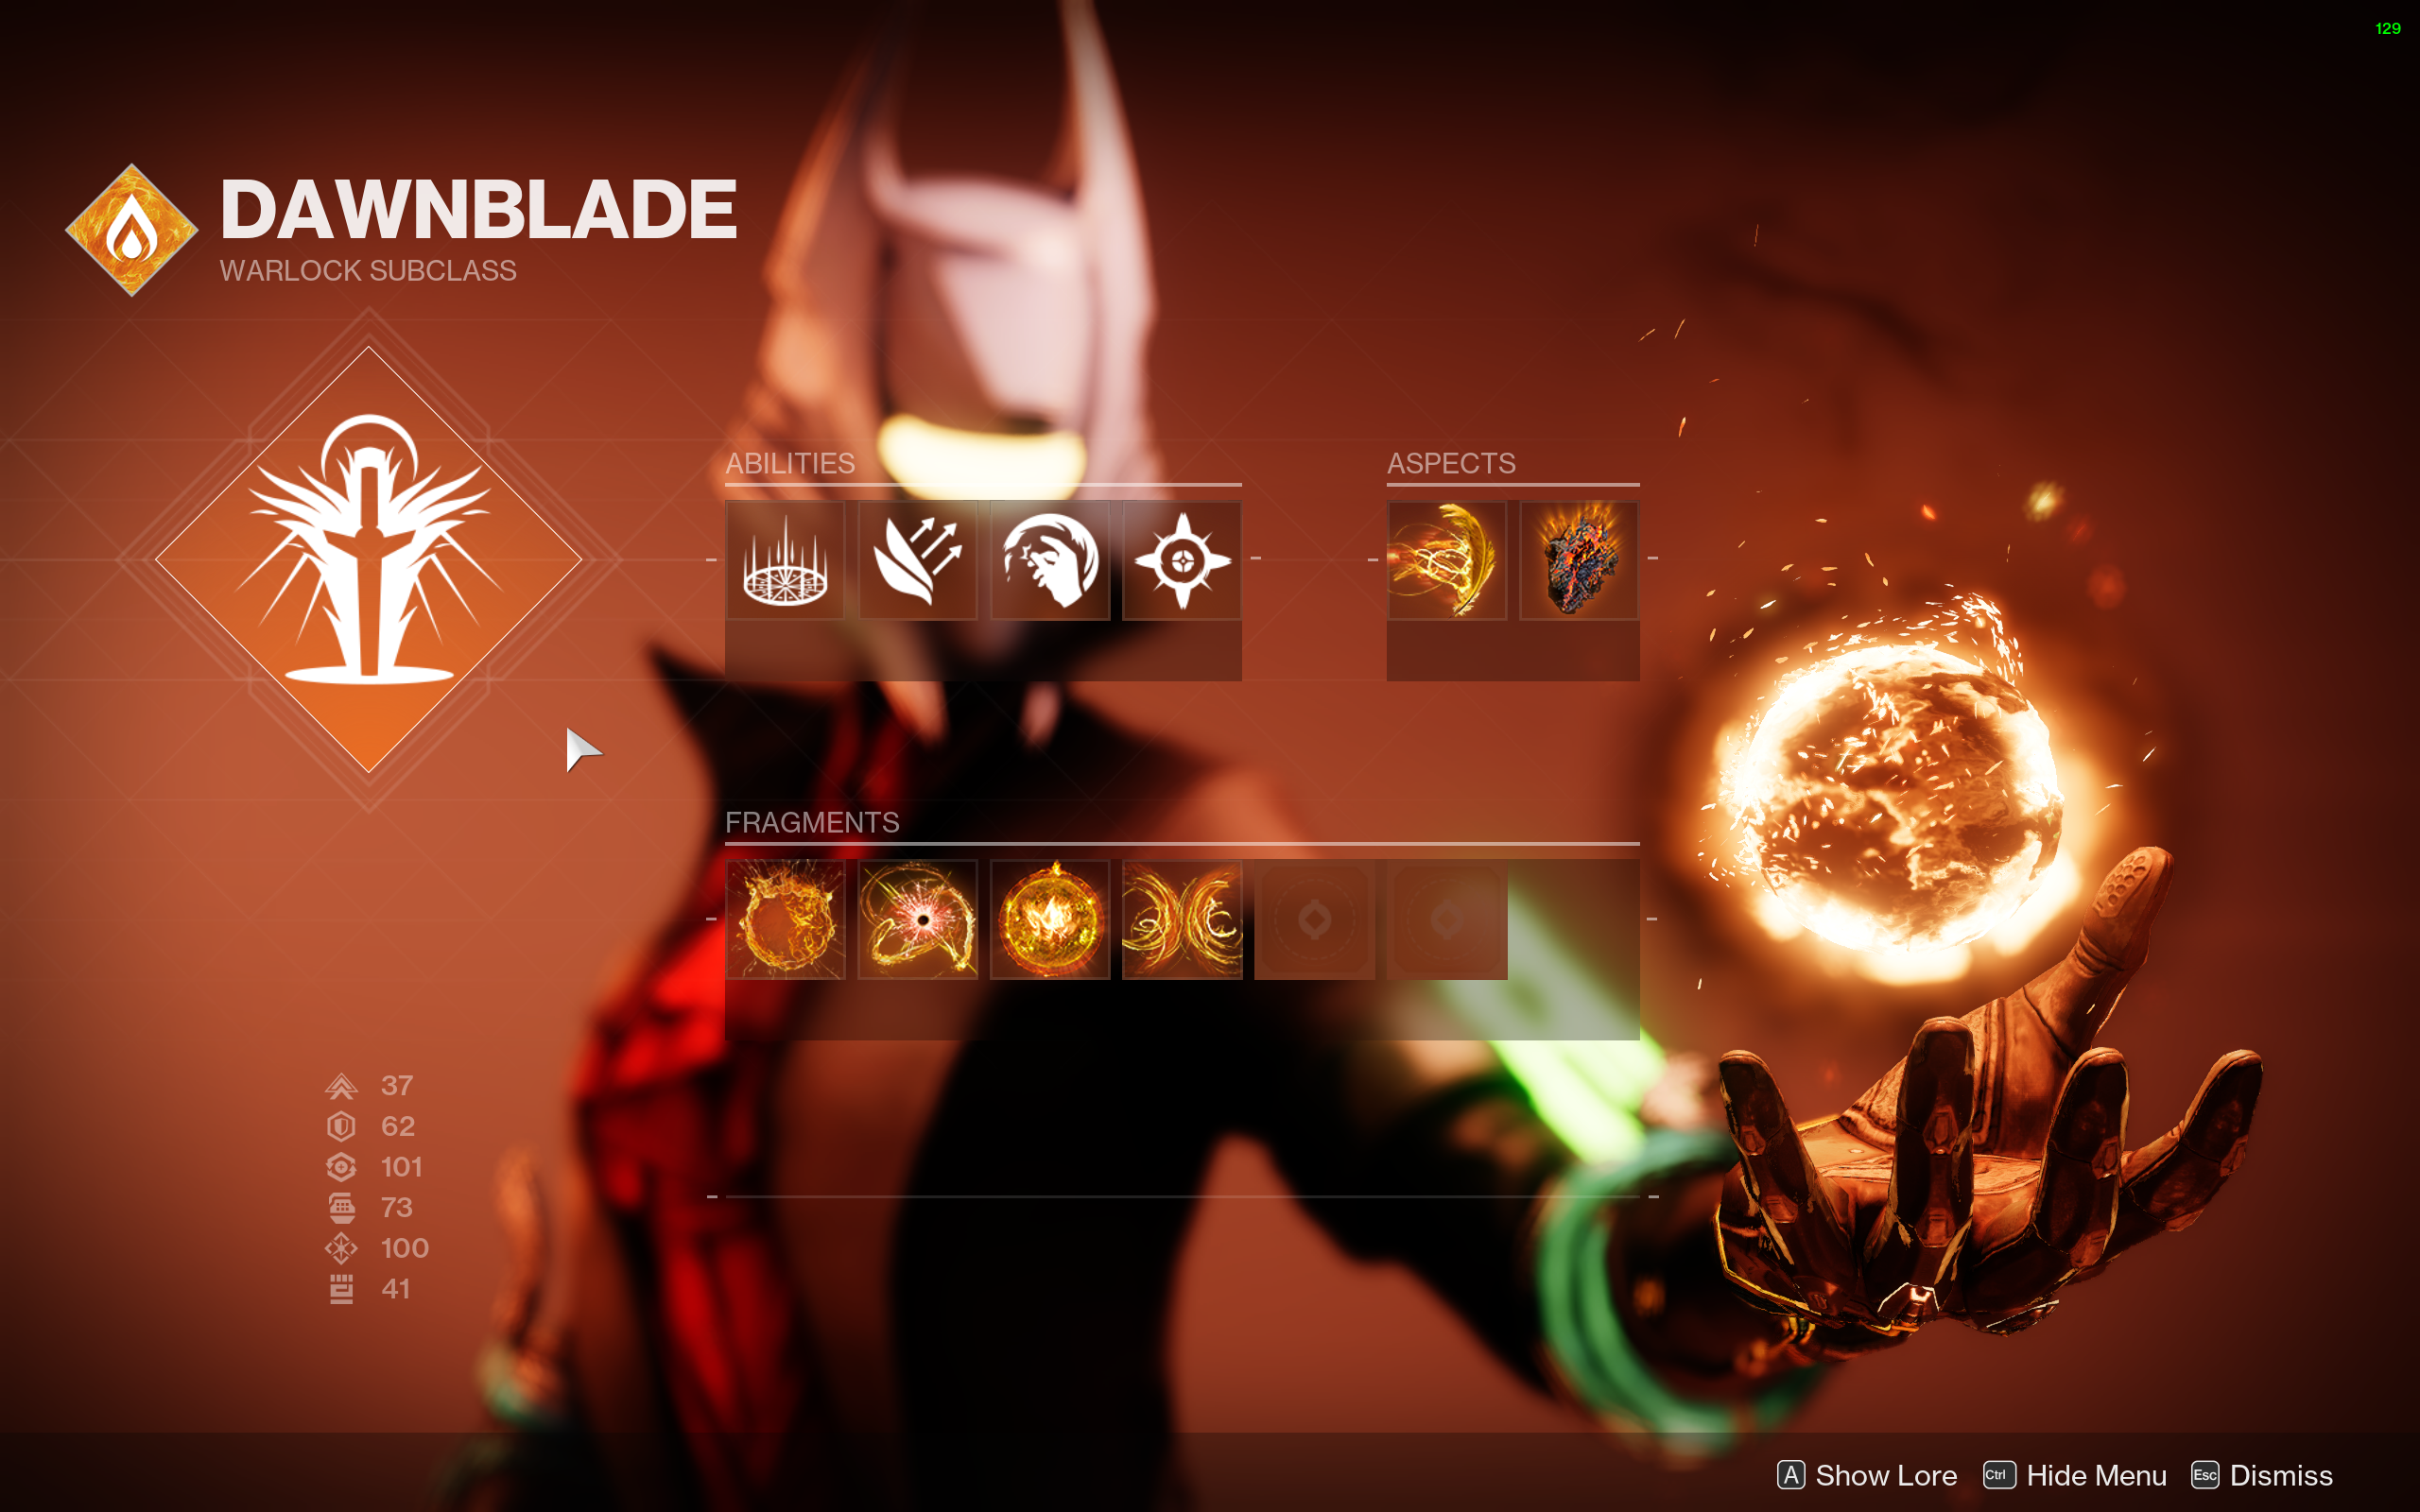 129
DAWNBLADE
WARLOCK SUBCLASS
ABILITIES
ASPECTS
FRAGMENTS
37
62
101
73
100
41
A Show Lore Ctrl Hide Menu Esc Dismiss